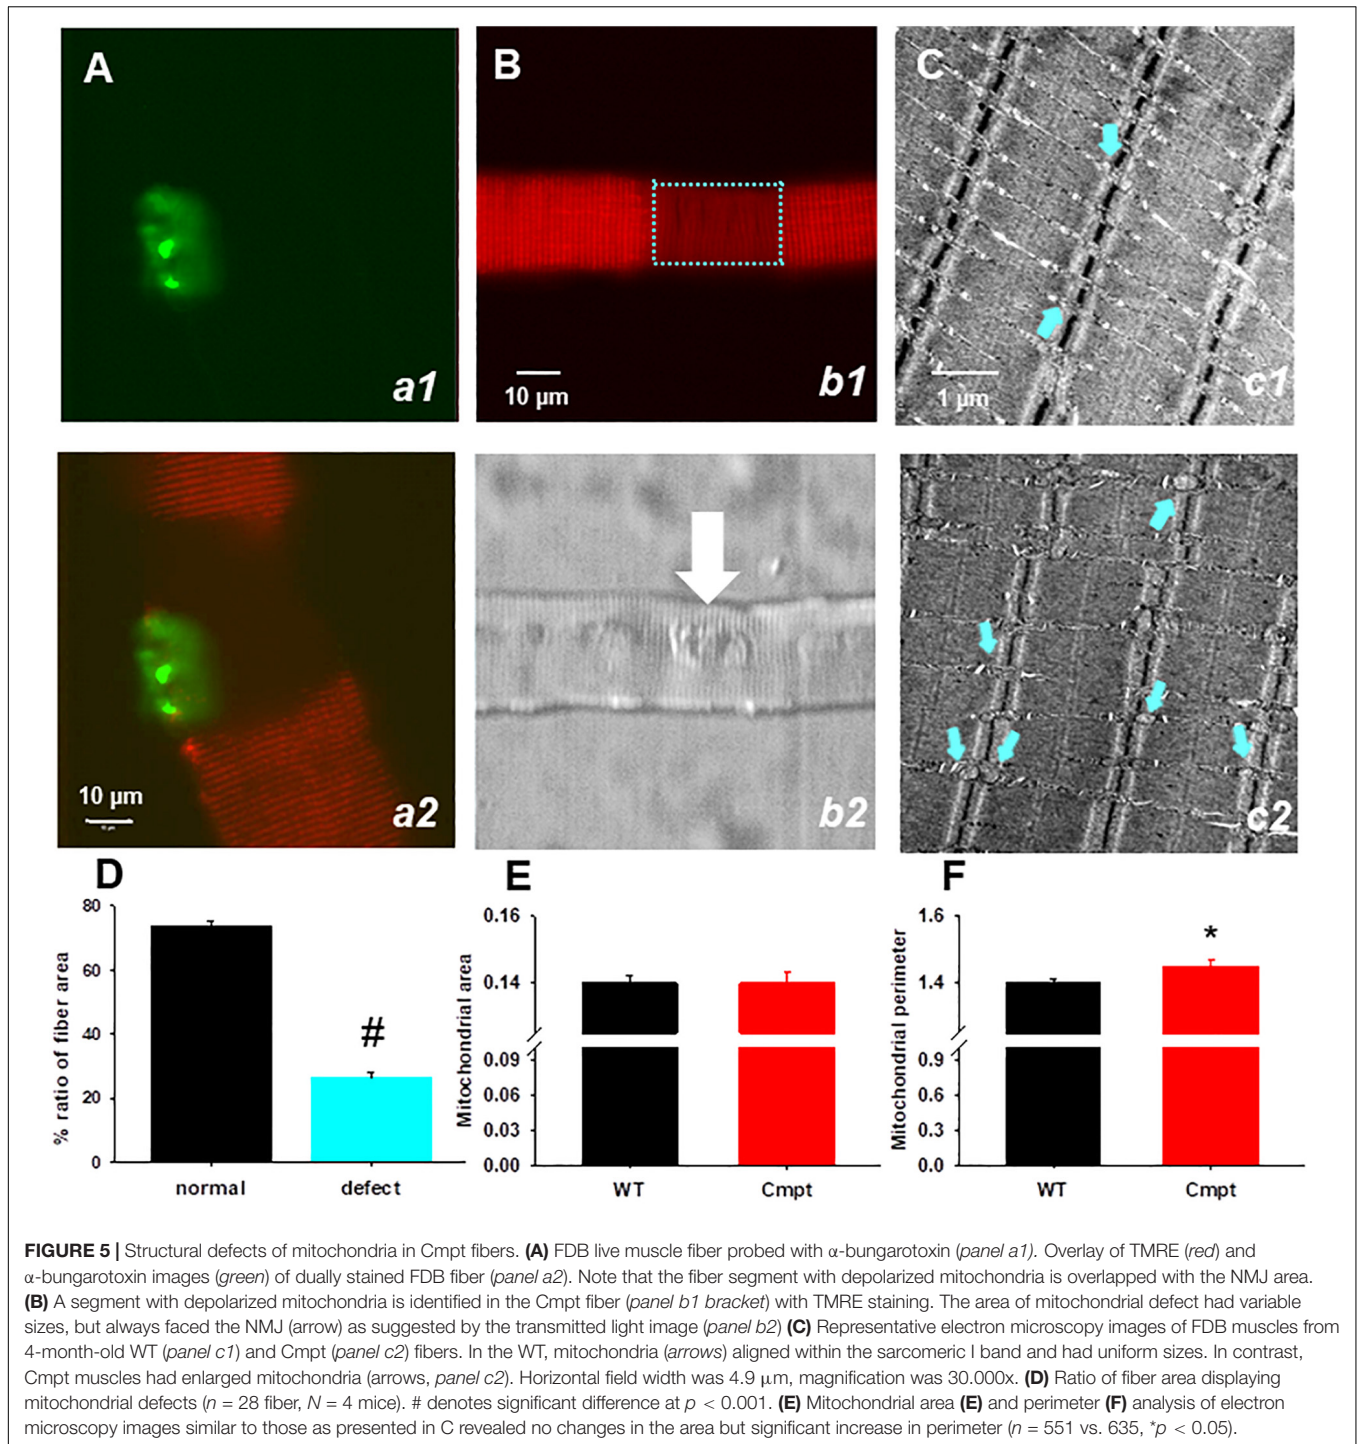 A
a1
B
10 µm
b1
C
1 µm
c1
10 µm
a2
b2
c2
D
% ratio of fiber area
80
60
40
20
0
#
normal
defect
E
Mitochondrial area
0.16
0.14
0.09
0.06
0.03
0.00
WT
Cmpt
F
Mitochondrial perimeter
1.6
1.4
0.9
0.6
0.3
0.0
*
WT
Cmpt
FIGURE 5 | Structural defects of mitochondria in Cmpt fibers. (A) FDB live muscle fiber probed with α-bungarotoxin (panel a1). Overlay of TMRE (red) and
α-bungarotoxin images (green) of dually stained FDB fiber (panel a2). Note that the fiber segment with depolarized mitochondria is overlapped with the NMJ area.
(B) A segment with depolarized mitochondria is identified in the Cmpt fiber (panel b1 bracket) with TMRE staining. The area of mitochondrial defect had variable
sizes, but always faced the NMJ (arrow) as suggested by the transmitted light image (panel b2) (C) Representative electron microscopy images of FDB muscles from
4-month-old WT (panel c1) and Cmpt (panel c2) fibers. In the WT, mitochondria (arrows) aligned within the sarcomeric I band and had uniform sizes. In contrast,
Cmpt muscles had enlarged mitochondria (arrows, panel c2). Horizontal field width was 4.9 µm, magnification was 30.000x. (D) Ratio of fiber area displaying
mitochondrial defects (n = 28 fiber, N = 4 mice). # denotes significant difference at p < 0.001. (E) Mitochondrial area (E) and perimeter (F) analysis of electron
microscopy images similar to those as presented in C revealed no changes in the area but significant increase in perimeter (n = 551 vs. 635, *p < 0.05).